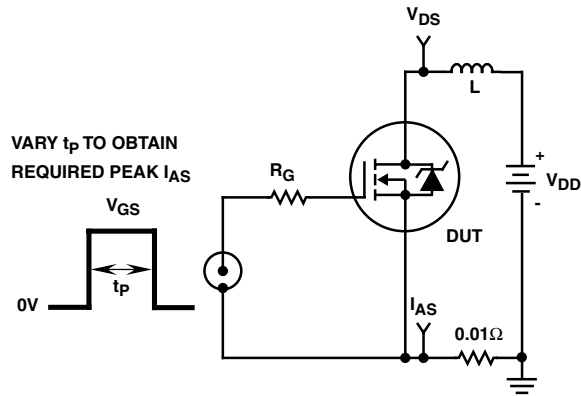 VDS
L
VARY tP TO OBTAIN
REQUIRED PEAK IAS
RG
+
VDD
-
VGS
DUT
tP
0V
IAS
0.01Ω